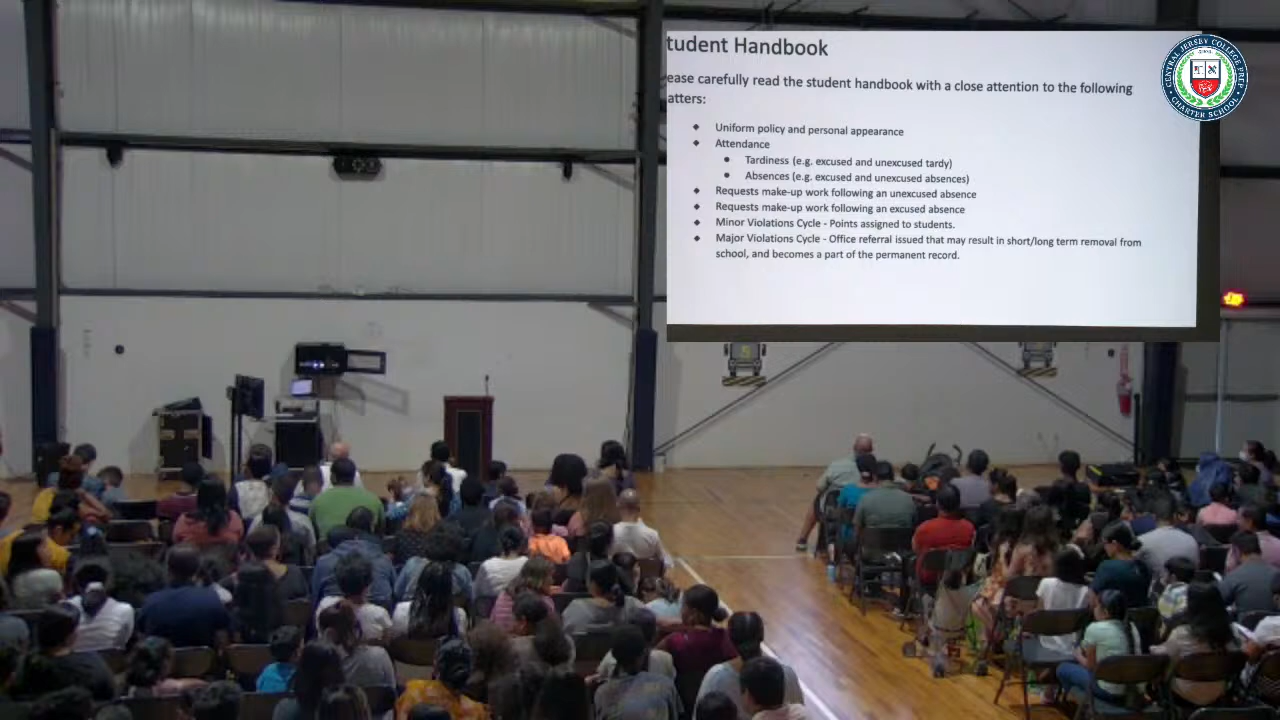 tudent Handbook
ease carefully read the student handbook with a close attention to the following
atters:
Uniform policy and personal appearance
Attendance
Tardiness (e.g. excused and unexcused tardy)
Absences (e.g. excused and unexcused absences)
Requests make-up work following an unexcused absence
Requests make-up work following an excused absence
Minor Violations Cycle - Points assigned to students.
Major Violations Cycle - Office referral issued that may result in short/long term removal from
school, and becomes a part of the permanent record.
CENTRAL JERSEY COLLEGE PREP
CHARTER SCHOOL